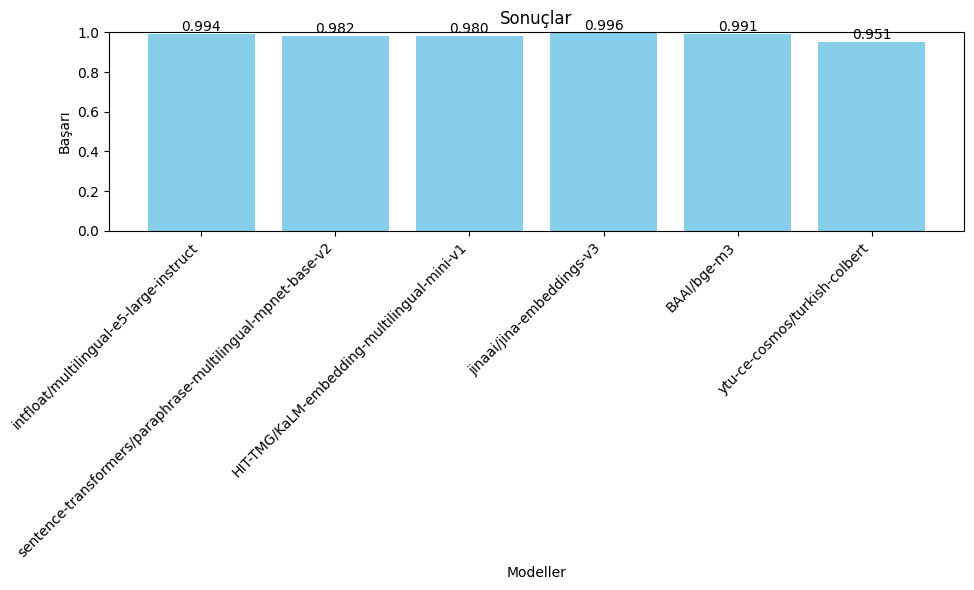 Sonuçlar
0.994
0.982
0.980
0.996
0.991
0.951
1.0
0.8
0.6
0.4
0.2
0.0
Başarı
intfloat/multilingual-e5-large-instruct
sentence-transformers/paraphrase-multilingual-mpnet-base-v2
HIT-TMG/KaLM-embedding-multilingual-mini-v1
jinaai/jina-embeddings-v3
BAAI/bge-m3
ytu-ce-cosmos/turkish-colbert
Modeller